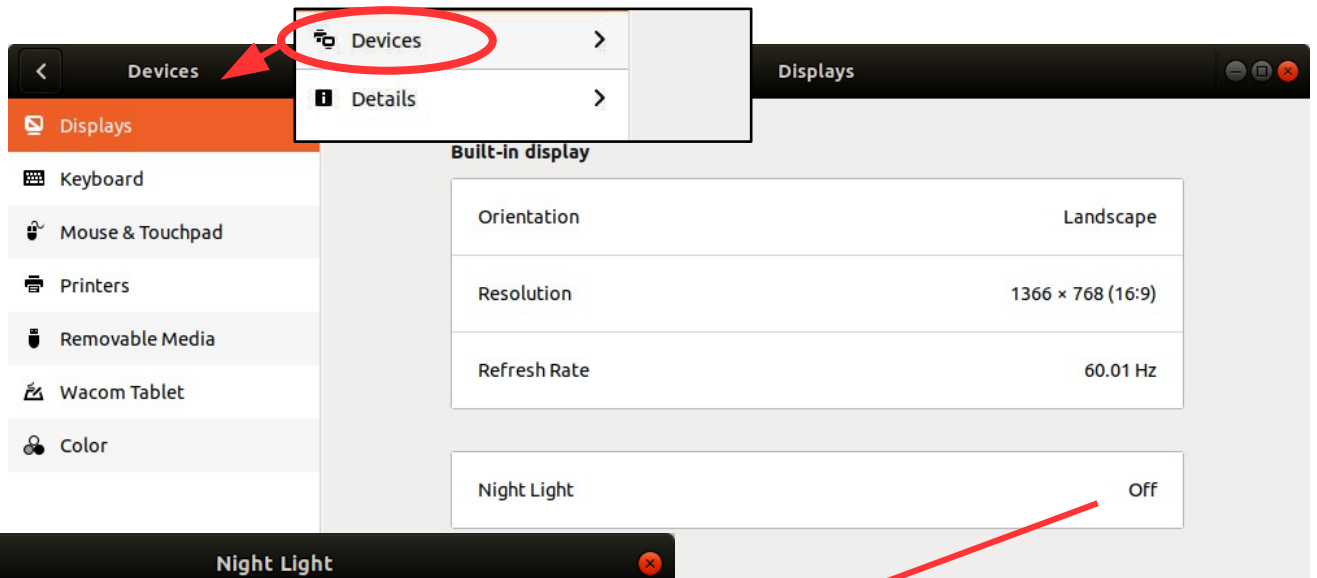 Devices
Details
Devices
Displays
Displays
Keyboard
Mouse & Touchpad
Printers
Removable Media
Wacom Tablet
Color
Built-in display
Orientation Landscape
Resolution 1366 × 768 (16:9)
Refresh Rate 60.01 Hz
Night Light Off
Night Light